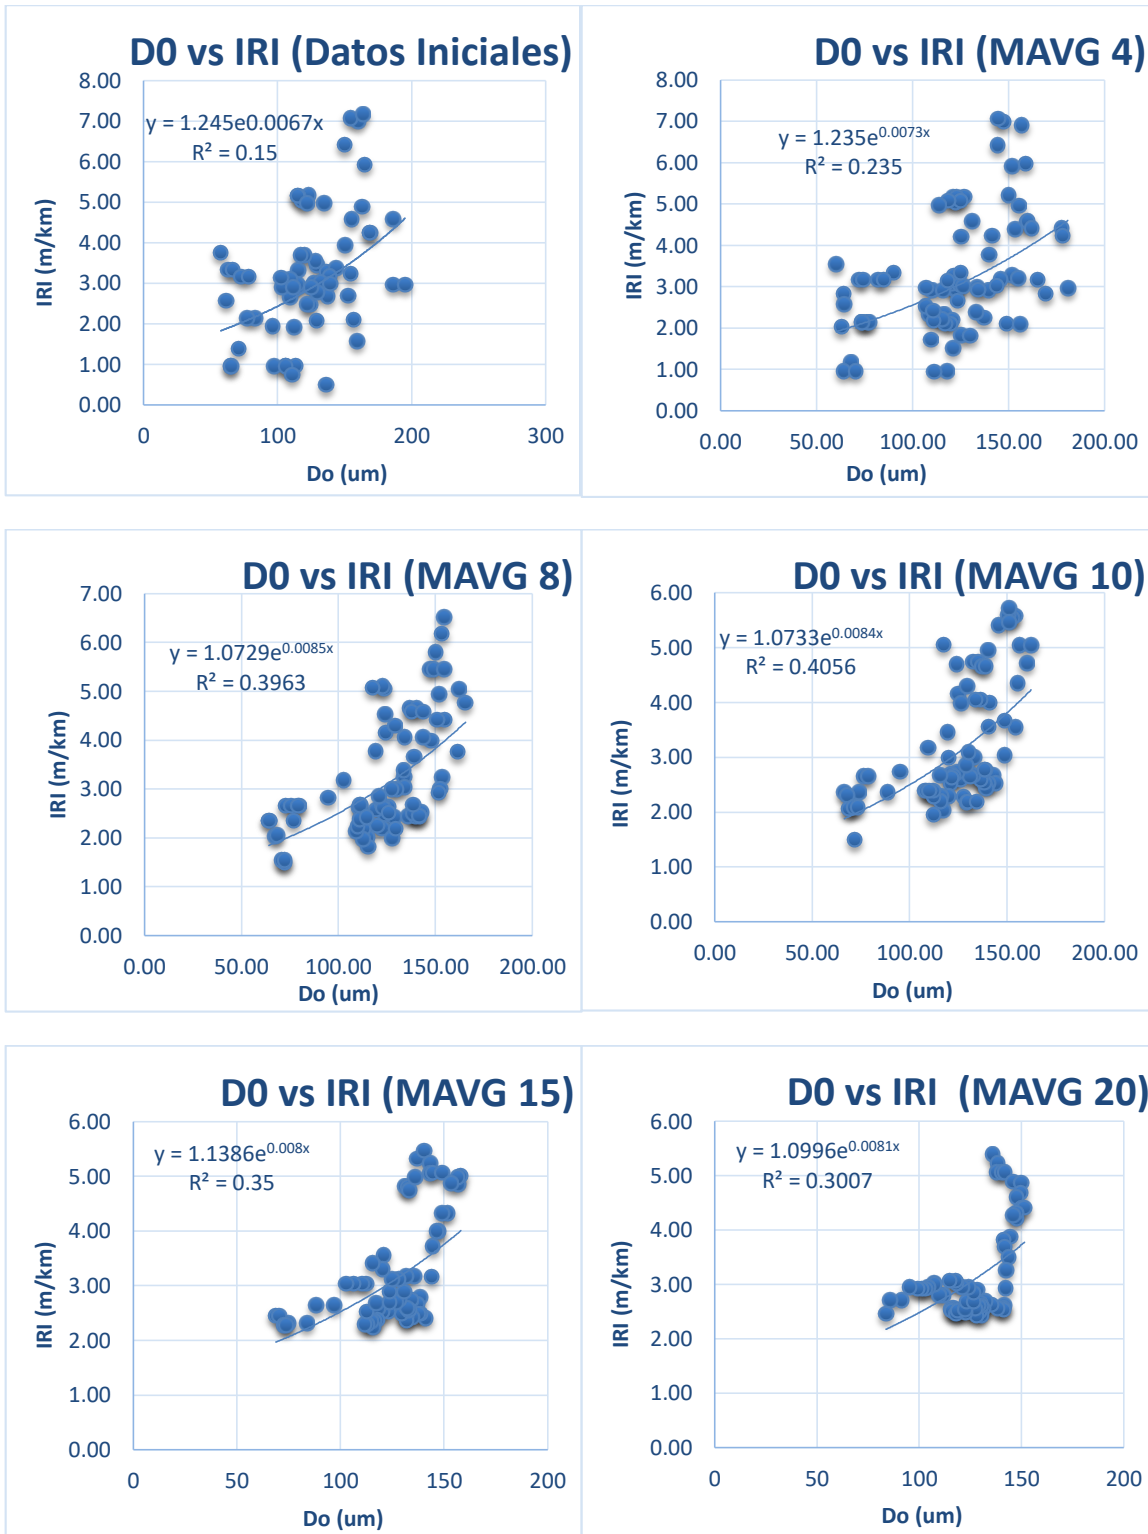 D0 vs IRI (Datos Iniciales)
8.00
7.00
6.00
5.00
4.00
3.00
2.00
1.00
0.00
IRI (m/km)
y = 1.245e0.0067x
R² = 0.15
0 100 200 300
Do (um)
D0 vs IRI (MAVG 4)
8.00
7.00
6.00
5.00
4.00
3.00
2.00
1.00
0.00
IRI (m/km)
y = 1.235e^0.0073x
R² = 0.235
0.00 50.00 100.00 150.00 200.00
Do (um)
D0 vs IRI (MAVG 8)
7.00
6.00
5.00
4.00
3.00
2.00
1.00
0.00
IRI (m/km)
y = 1.0729e^0.0085x
R² = 0.3963
0.00 50.00 100.00 150.00 200.00
Do (um)
D0 vs IRI (MAVG 10)
6.00
5.00
4.00
3.00
2.00
1.00
0.00
IRI (m/km)
y = 1.0733e^0.0084x
R² = 0.4056
0.00 50.00 100.00 150.00 200.00
Do (um)
D0 vs IRI (MAVG 15)
6.00
5.00
4.00
3.00
2.00
1.00
0.00
IRI (m/km)
y = 1.1386e^0.008x
R² = 0.35
0 50 100 150 200
Do (um)
D0 vs IRI (MAVG 20)
6.00
5.00
4.00
3.00
2.00
1.00
0.00
IRI (m/km)
y = 1.0996e^0.0081x
R² = 0.3007
0 50 100 150 200
Do (um)